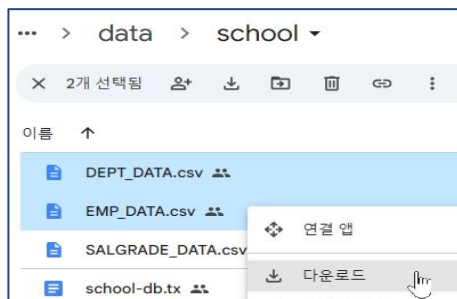 ... > data > school
2개 선택됨
이름
DEPT_DATA.csv
EMP_DATA.csv
연결 앱
SALGRADE_DATA.csv
다운로드
school-db.tx